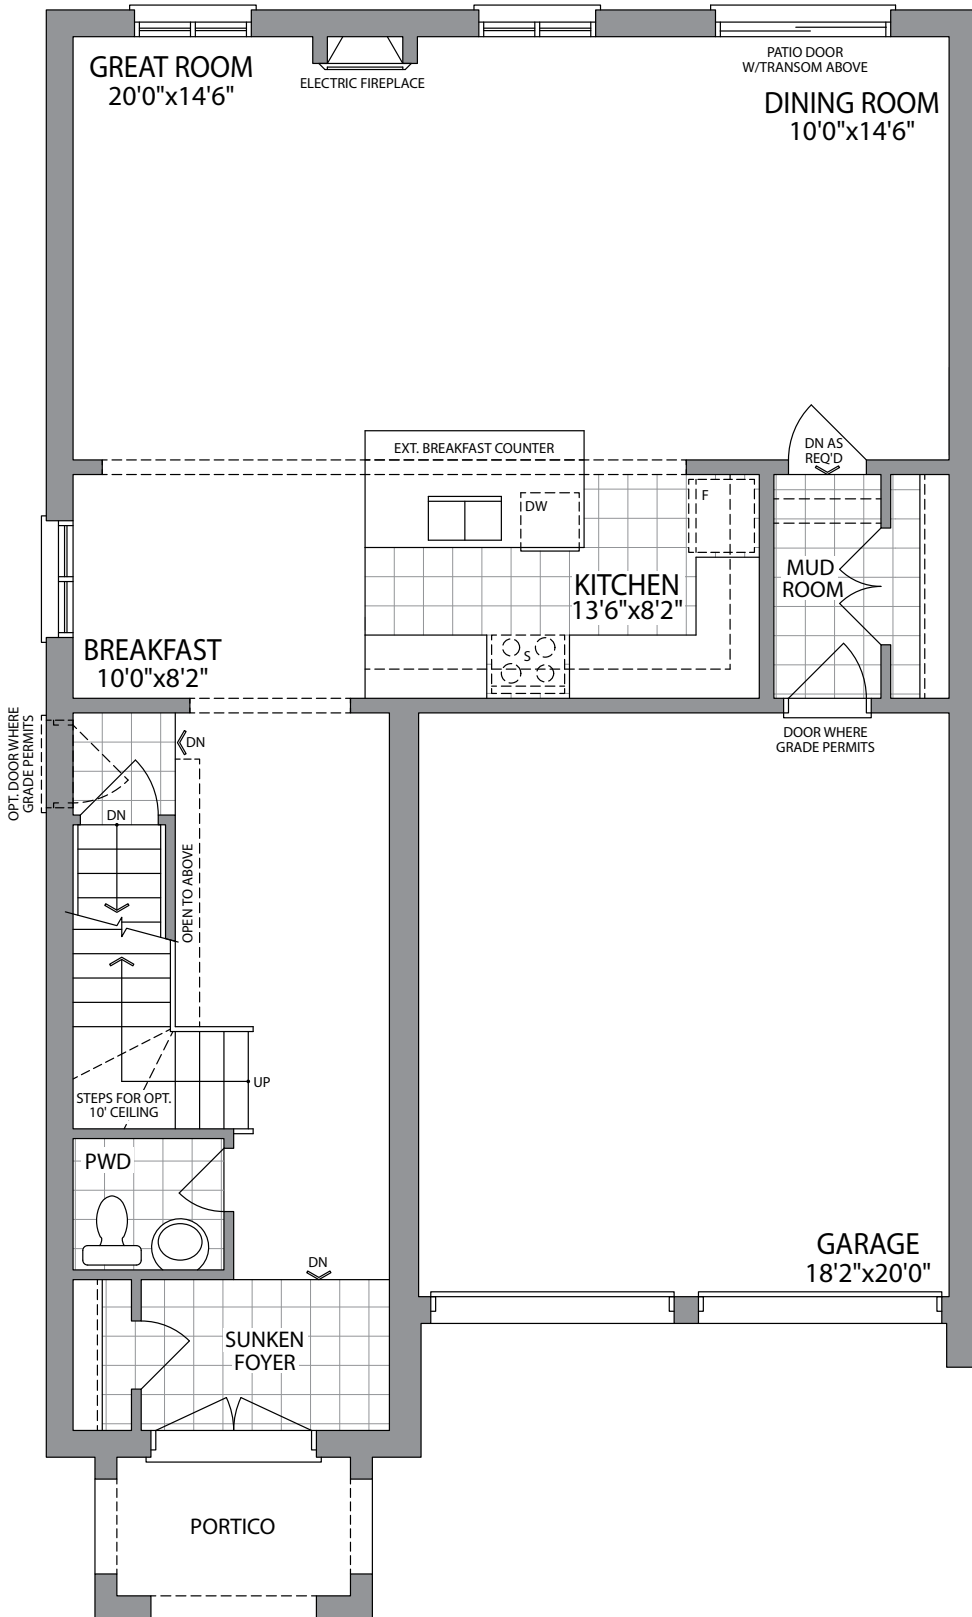 GREAT ROOM
20'0"x14'6"
ELECTRIC FIREPLACE
PATIO DOOR
W/TRANSOM ABOVE
DINING ROOM
10'0"x14'6"
EXT. BREAKFAST COUNTER
DN AS
REQ'D
DW
F
KITCHEN
13'6"x8'2"
MUD
ROOM
S
BREAKFAST
10'0"x8'2"
OPT. DOOR WHERE
GRADE PERMITS
DN
DOOR WHERE
GRADE PERMITS
DN
OPEN TO ABOVE
UP
STEPS FOR OPT.
10' CEILING
PWD
DN
GARAGE
18'2"x20'0"
SUNKEN
FOYER
PORTICO